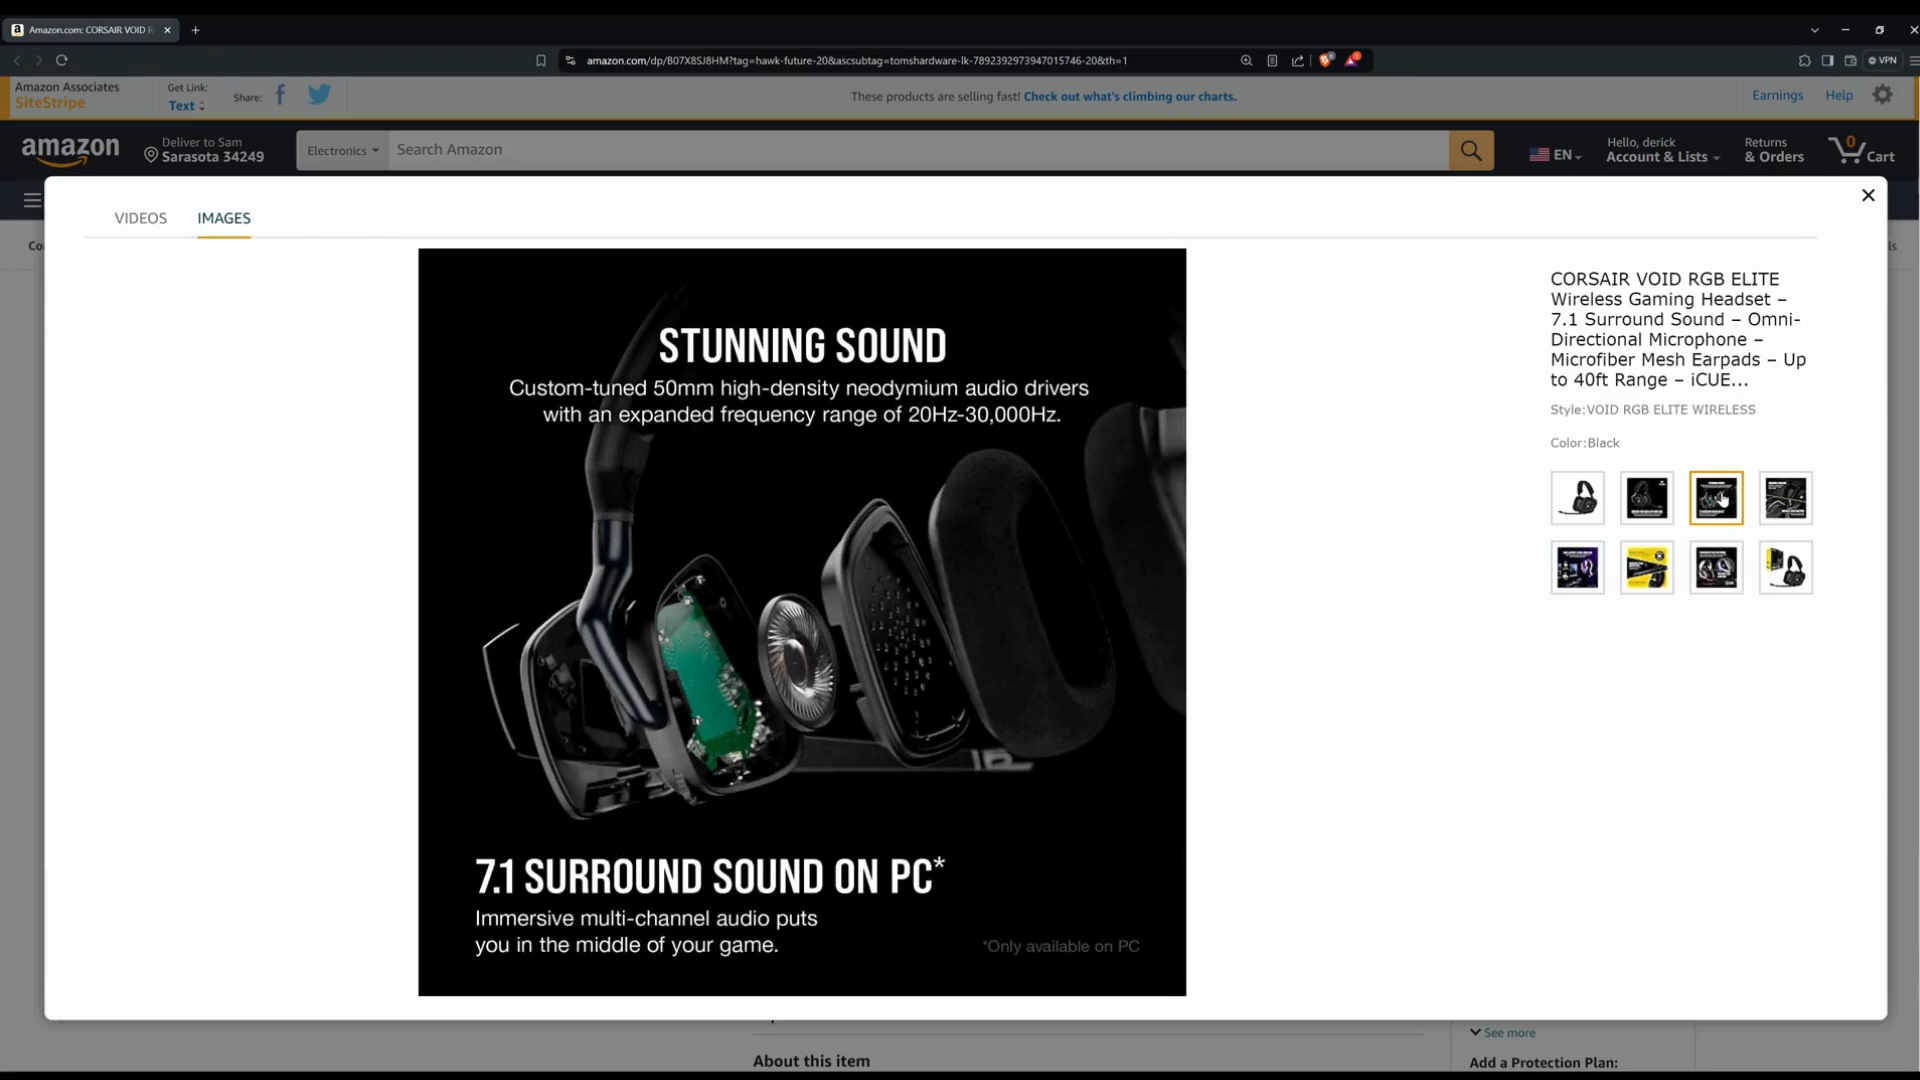 Amazon.com: CORSAIR VOID R
amazon.com/dp/B07X8SJ8HM?tag=hawk-future-20&ascsubtag=tomshardware-lk-7892392973947015746-20&th=1
VPN
Amazon Associates
SiteStripe
Get Link:
Text
Share:
These products are selling fast! Check out what's climbing our charts.
Earnings
Help
amazon
Deliver to Sam
Sarasota 34249
Electronics
Search Amazon
EN
Hello, derick
Account & Lists
Returns
& Orders
0
Cart
VIDEOS
IMAGES
Co
ls
STUNNING SOUND
Custom-tuned 50mm high-density neodymium audio drivers
with an expanded frequency range of 20Hz-30,000Hz.
7.1 SURROUND SOUND ON PC*
Immersive multi-channel audio puts
you in the middle of your game.
*Only available on PC
CORSAIR VOID RGB ELITE
Wireless Gaming Headset –
7.1 Surround Sound – Omni-
Directional Microphone –
Microfiber Mesh Earpads – Up
to 40ft Range – iCUE...
Style:VOID RGB ELITE WIRELESS
Color:Black
See more
About this item
Add a Protection Plan: